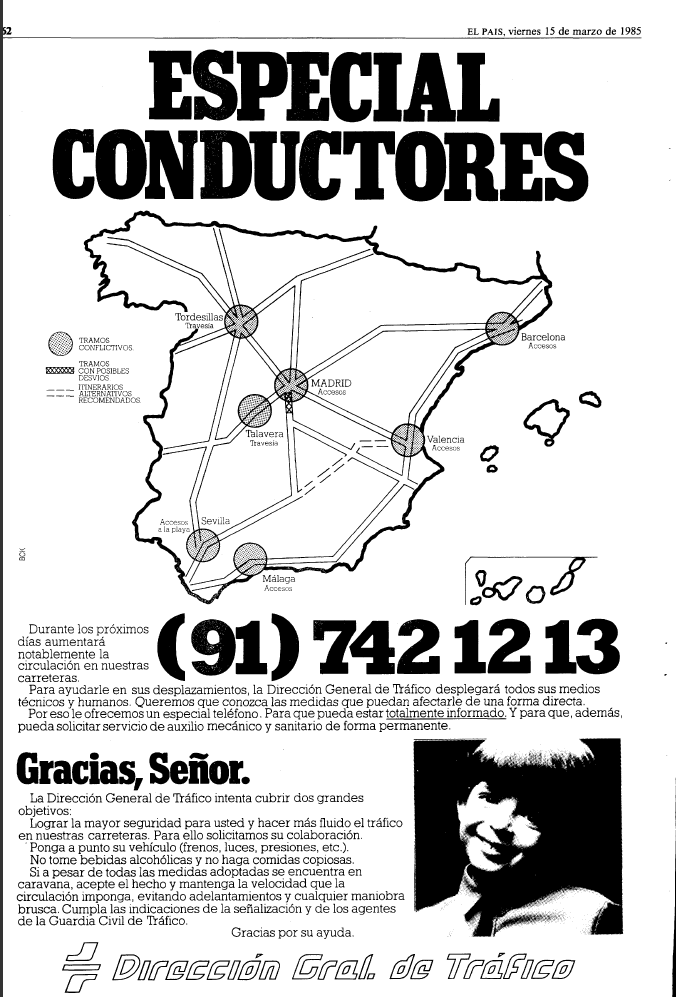 62
EL PAIS, viernes 15 de marzo de 1985
ESPECIAL
CONDUCTORES
Tordesillas
Travesia
Barcelona
Accesos
TRAMOS
CONFLICTIVOS
TRAMOS
CON POSIBLES
DESVIOS
ITINERARIOS
ALTERNATIVOS
RECOMENDADOS
MADRID
Accesos
Talavera
Travesia
Valencia
Accesos
Accesos
a la playa
Sevilla
Málaga
Accesos
BOK
Durante los próximos
días aumentará
notablemente la
circulación en nuestras
carreteras.
(91) 742 12 13
Para ayudarle en sus desplazamientos, la Dirección General de Tráfico desplegará todos sus medios
técnicos y humanos. Queremos que conozca las medidas que puedan afectarle de una forma directa.
Por eso le ofrecemos un especial teléfono. Para que pueda estar totalmente informado. Y para que, además,
pueda solicitar servicio de auxilio mecánico y sanitario de forma permanente.
Gracias, Señor.
La Dirección General de Tráfico intenta cubrir dos grandes
objetivos:
Lograr la mayor seguridad para usted y hacer más fluido el tráfico
en nuestras carreteras. Para ello solicitamos su colaboración.
Ponga a punto su vehículo (frenos, luces, presiones, etc.).
No tome bebidas alcohólicas y no haga comidas copiosas.
Si a pesar de todas las medidas adoptadas se encuentra en
caravana, acepte el hecho y mantenga la velocidad que la
circulación imponga, evitando adelantamientos y cualquier maniobra
brusca. Cumpla las indicaciones de la señalización y de los agentes
de la Guardia Civil de Tráfico.
Gracias por su ayuda.
Dirección Gral. de Tráfico